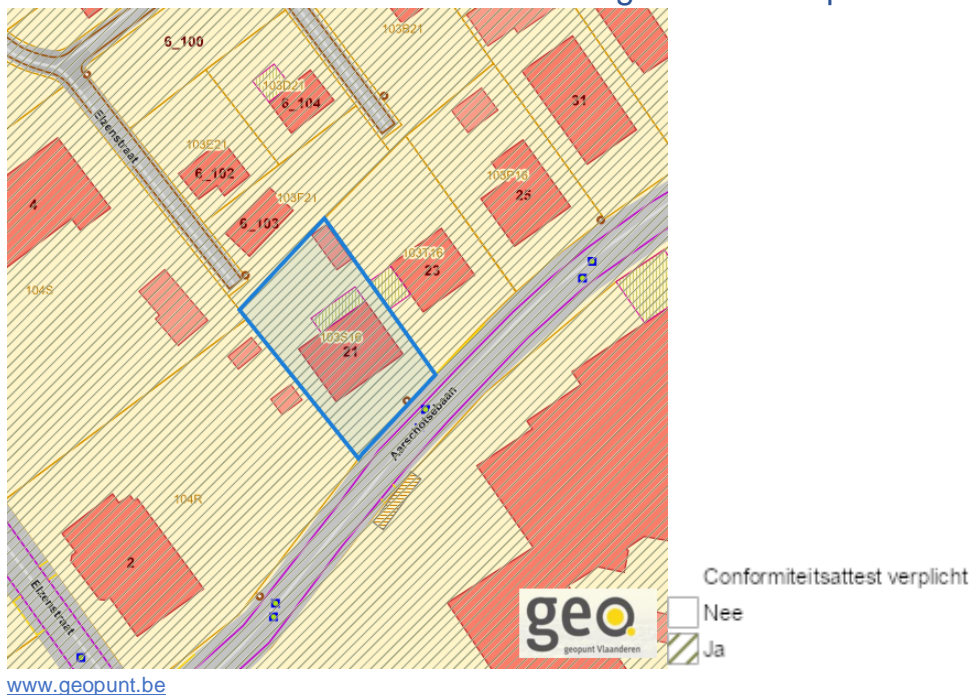 6_100
103B21
103D21
6_104
31
Elzenstraat
103E21
6_102
103P16
25
4
103F21
6_103
103T16
23
104S
103S16
21
Aarschotsebaan
104R
2
Elzenstraat
geo.
geopunt Vlaanderen
Conformiteitsattest verplicht
Nee
Ja
www.geopunt.be